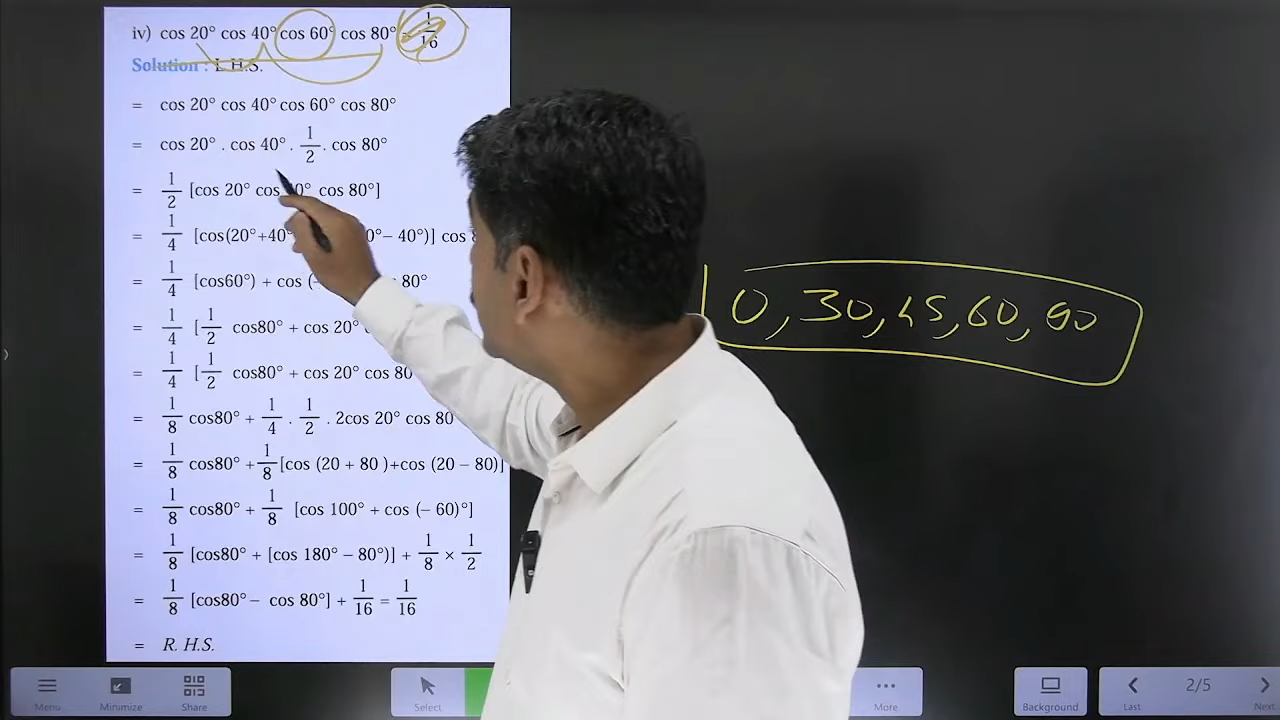 iv) cos 20° cos 40° cos 60° cos 80° = 1/16
Solution : L.H.S.
= cos 20° cos 40° cos 60° cos 80°
= cos 20° . cos 40° . 1/2 . cos 80°
= 1/2 [cos 20° cos 0° cos 80°]
= 1/4 [cos(20°+40° 0°– 40°)] cos
= 1/4 [cos60°) + cos (– 80°
= 1/4 [1/2 cos80° + cos 20°
= 1/4 [1/2 cos80° + cos 20° cos 80
= 1/8 cos80° + 1/4 . 1/2 . 2cos 20° cos 80
= 1/8 cos80° + 1/8 [cos (20 + 80 )+cos (20 – 80)]
= 1/8 cos80° + 1/8 [cos 100° + cos (– 60)°]
= 1/8 [cos80° + [cos 180° – 80°)] + 1/8 × 1/2
= 1/8 [cos80° – cos 80°] + 1/16 = 1/16
= R. H.S.
0, 30, 45, 60, 90
Menu Minimize Share Select More Background Last 2/5 Next